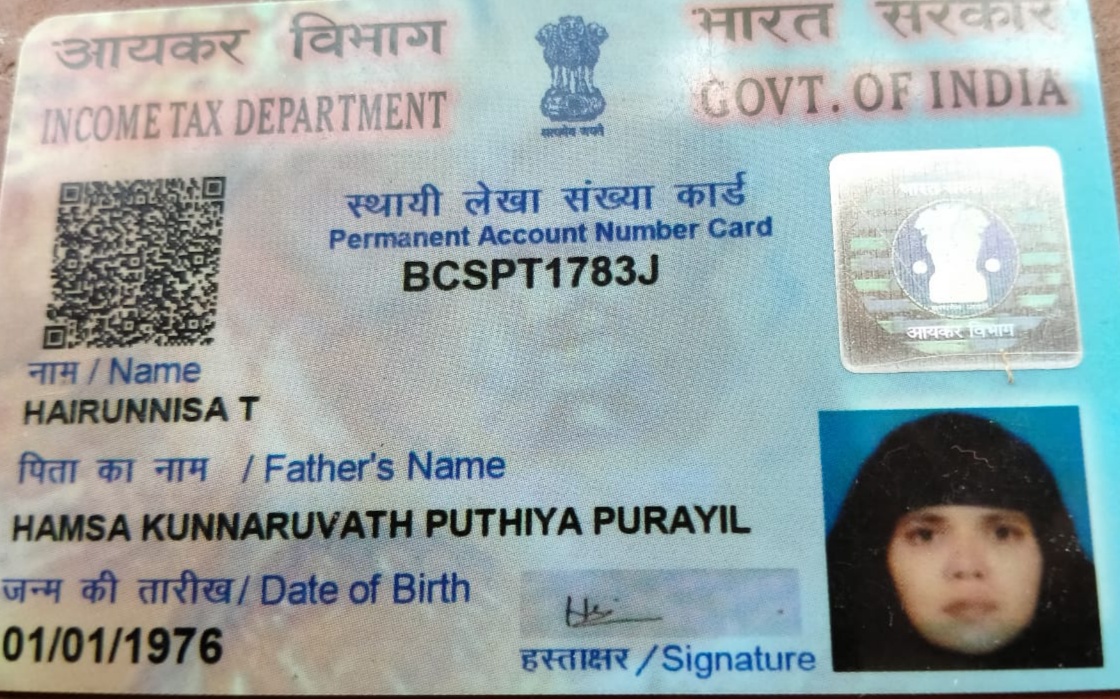 आयकर विभाग
INCOME TAX DEPARTMENT
भारत सरकार
GOVT. OF INDIA
सत्यमेव जयते
स्थायी लेखा संख्या कार्ड
Permanent Account Number Card
BCSPT1783J
भारत सरकार
आयकर विभाग
नाम / Name
HAIRUNNISA T
पिता का नाम / Father's Name
HAMSA KUNNARUVATH PUTHIYA PURAYIL
जन्म की तारीख/ Date of Birth
01/01/1976
हस्ताक्षर / Signature